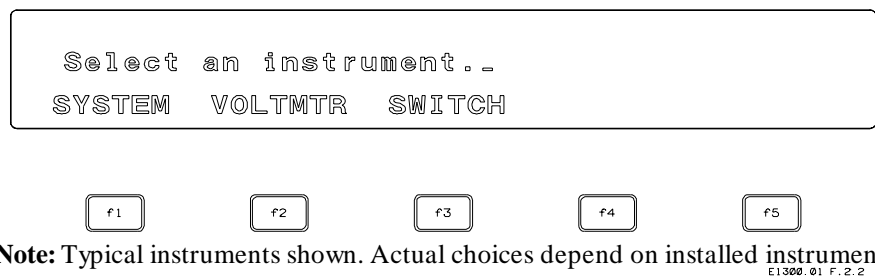 Select an instrument._
SYSTEM VOLTMTR SWITCH
f1 f2 f3 f4 f5
Note: Typical instruments shown. Actual choices depend on installed instrumen
E1300.01 F.2.2